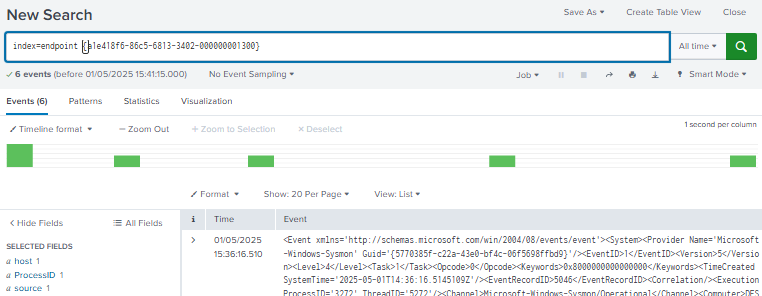 New Search
Save As ▾ Create Table View Close
index=endpoint {a1e418f6-86c5-6813-3402-000000001300}
All time ▾
✓ 6 events (before 01/05/2025 15:41:15.000) No Event Sampling ▾ Job ▾ Smart Mode ▾
Events (6) Patterns Statistics Visualization
Timeline format ▾ — Zoom Out + Zoom to Selection × Deselect 1 second per column
Format ▾ Show: 20 Per Page ▾ View: List ▾
< Hide Fields All Fields i Time Event
SELECTED FIELDS
a host 1
a ProcessID 1
a source 1
> 01/05/2025
15:36:16.510
<Event xmlns='http://schemas.microsoft.com/win/2004/08/events/event'><System><Provider Name='Microsoft
-Windows-Sysmon' Guid='{5770385f-c22a-43e0-bf4c-06f5698ffbd9}'/><EventID>1</EventID><Version>5</Versio
n><Level>4</Level><Task>1</Task><Opcode>0</Opcode><Keywords>0x8000000000000000</Keywords><TimeCreated
SystemTime='2025-05-01T14:36:16.5145109Z'/><EventRecordID>5046</EventRecordID><Correlation/><Execution
ProcessID='3272' ThreadID='5272'/><Channel>Microsoft-Windows-Sysmon/Operational</Channel><Computer>DES